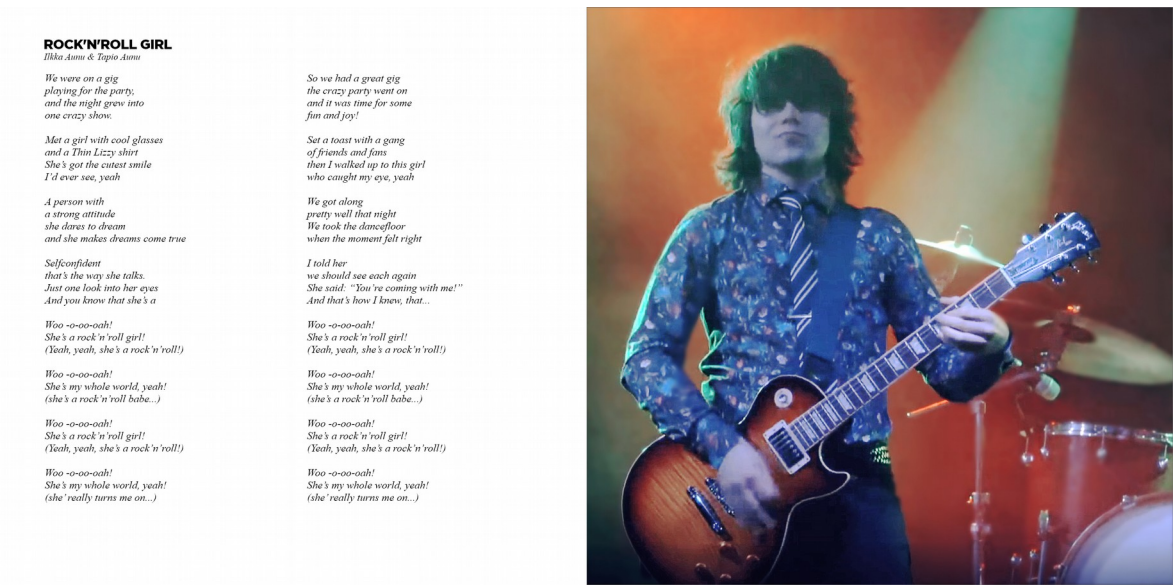 ROCK'N'ROLL GIRL
Ilkka Aunu & Tapio Aunu
We were on a gig
playing for the party,
and the night grew into
one crazy show.
Met a girl with cool glasses
and a Thin Lizzy shirt
She's got the cutest smile
I'd ever see, yeah
A person with
a strong attitude
she dares to dream
and she makes dreams come true
Selfconfident
that's the way she talks.
Just one look into her eyes
And you know that she's a
Woo -o-oo-oah!
She's a rock'n'roll girl!
(Yeah, yeah, she's a rock'n'roll!)
Woo -o-oo-oah!
She's my whole world, yeah!
(she's a rock'n'roll babe...)
Woo -o-oo-oah!
She's a rock'n'roll girl!
(Yeah, yeah, she's a rock'n'roll!)
Woo -o-oo-oah!
She's my whole world, yeah!
(she' really turns me on...)
So we had a great gig
the crazy party went on
and it was time for some
fun and joy!
Set a toast with a gang
of friends and fans
then I walked up to this girl
who caught my eye, yeah
We got along
pretty well that night
We took the dancefloor
when the moment felt right
I told her
we should see each again
She said: “You're coming with me!”
And that's how I knew, that...
Woo -o-oo-oah!
She's a rock'n'roll girl!
(Yeah, yeah, she's a rock'n'roll!)
Woo -o-oo-oah!
She's my whole world, yeah!
(she's a rock'n'roll babe...)
Woo -o-oo-oah!
She's a rock'n'roll girl!
(Yeah, yeah, she's a rock'n'roll!)
Woo -o-oo-oah!
She's my whole world, yeah!
(she' really turns me on...)